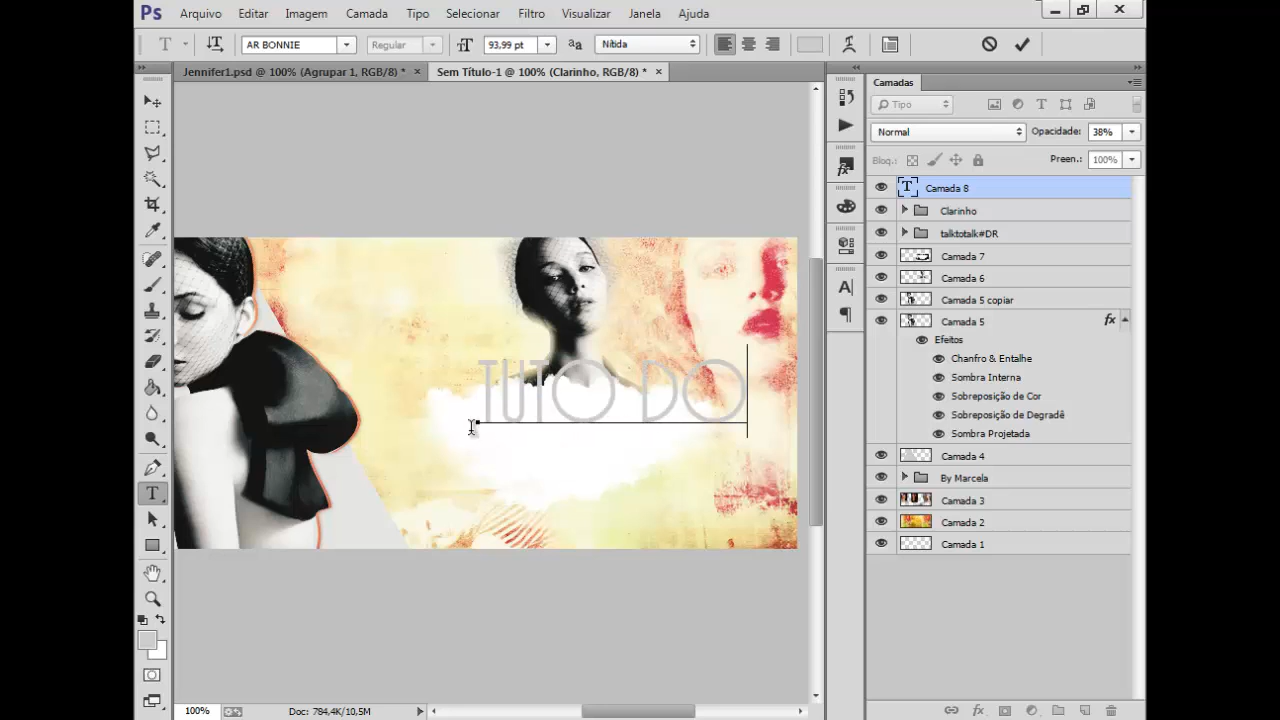 Ps Arquivo Editar Imagem Camada Tipo Selecionar Filtro Visualizar Janela Ajuda
T AR BONNIE Regular 93,99 pt aa Nítida
Jennifer1.psd @ 100% (Agrupar 1, RGB/8) * × Sem Título-1 @ 100% (Clarinho, RGB/8) * ×
Camadas
Tipo
Normal Opacidade: 38%
Bloq.: Preen.: 100%
T Camada 8
Clarinho
talktotalk#DR
Camada 7
Camada 6
Camada 5 copiar
Camada 5 fx
Efeitos
Chanfro & Entalhe
Sombra Interna
Sobreposição de Cor
Sobreposição de Degradê
Sombra Projetada
Camada 4
By Marcela
Camada 3
Camada 2
Camada 1
TUTO DO
100% Doc: 784,4K/10,5M